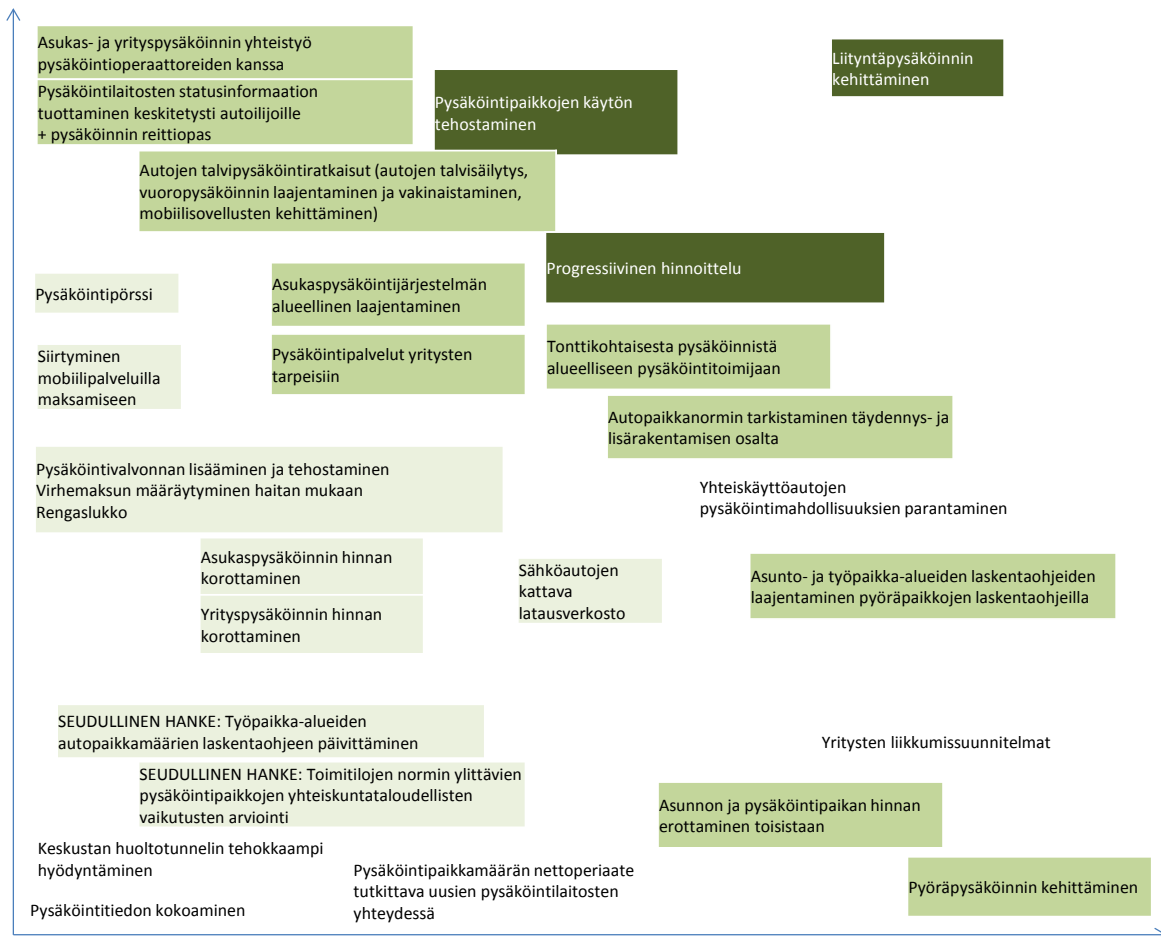 Asukas- ja yrityspysäköinnin yhteistyö
pysäköintioperaattoreiden kanssa
Pysäköintilaitosten statusinformaation
tuottaminen keskitetysti autoilijoille
+ pysäköinnin reittiopas
Pysäköintipaikkojen käytön
tehostaminen
Liityntäpysäköinnin
kehittäminen
Autojen talvipysäköintiratkaisut (autojen talvisäilytys,
vuoropysäköinnin laajentaminen ja vakinaistaminen,
mobiilisovellusten kehittäminen)
Progressiivinen hinnoittelu
Pysäköintipörssi
Asukaspysäköintijärjestelmän
alueellinen laajentaminen
Siirtyminen
mobiilipalveluilla
maksamiseen
Pysäköintipalvelut yritysten
tarpeisiin
Tonttikohtaisesta pysäköinnistä
alueelliseen pysäköintitoimijaan
Autopaikkanormin tarkistaminen täydennys- ja
lisärakentamisen osalta
Pysäköintivalvonnan lisääminen ja tehostaminen
Virhemaksun määräytyminen haitan mukaan
Rengaslukko
Yhteiskäyttöautojen
pysäköintimahdollisuuksien parantaminen
Asukaspysäköinnin hinnan
korottaminen
Yrityspysäköinnin hinnan
korottaminen
Sähköautojen
kattava
latausverkosto
Asunto- ja työpaikka-alueiden laskentaohjeiden
laajentaminen pyöräpaikkojen laskentaohjeilla
SEUDULLINEN HANKE: Työpaikka-alueiden
autopaikkamäärien laskentaohjeen päivittäminen
Yritysten liikkumissuunnitelmat
SEUDULLINEN HANKE: Toimitilojen normin ylittävien
pysäköintipaikkojen yhteiskuntataloudellisten
vaikutusten arviointi
Asunnon ja pysäköintipaikan hinnan
erottaminen toisistaan
Keskustan huoltotunnelin tehokkaampi
hyödyntäminen
Pysäköintipaikkamäärän nettoperiaate
tutkittava uusien pysäköintilaitosten
yhteydessä
Pyöräpysäköinnin kehittäminen
Pysäköintitiedon kokoaminen